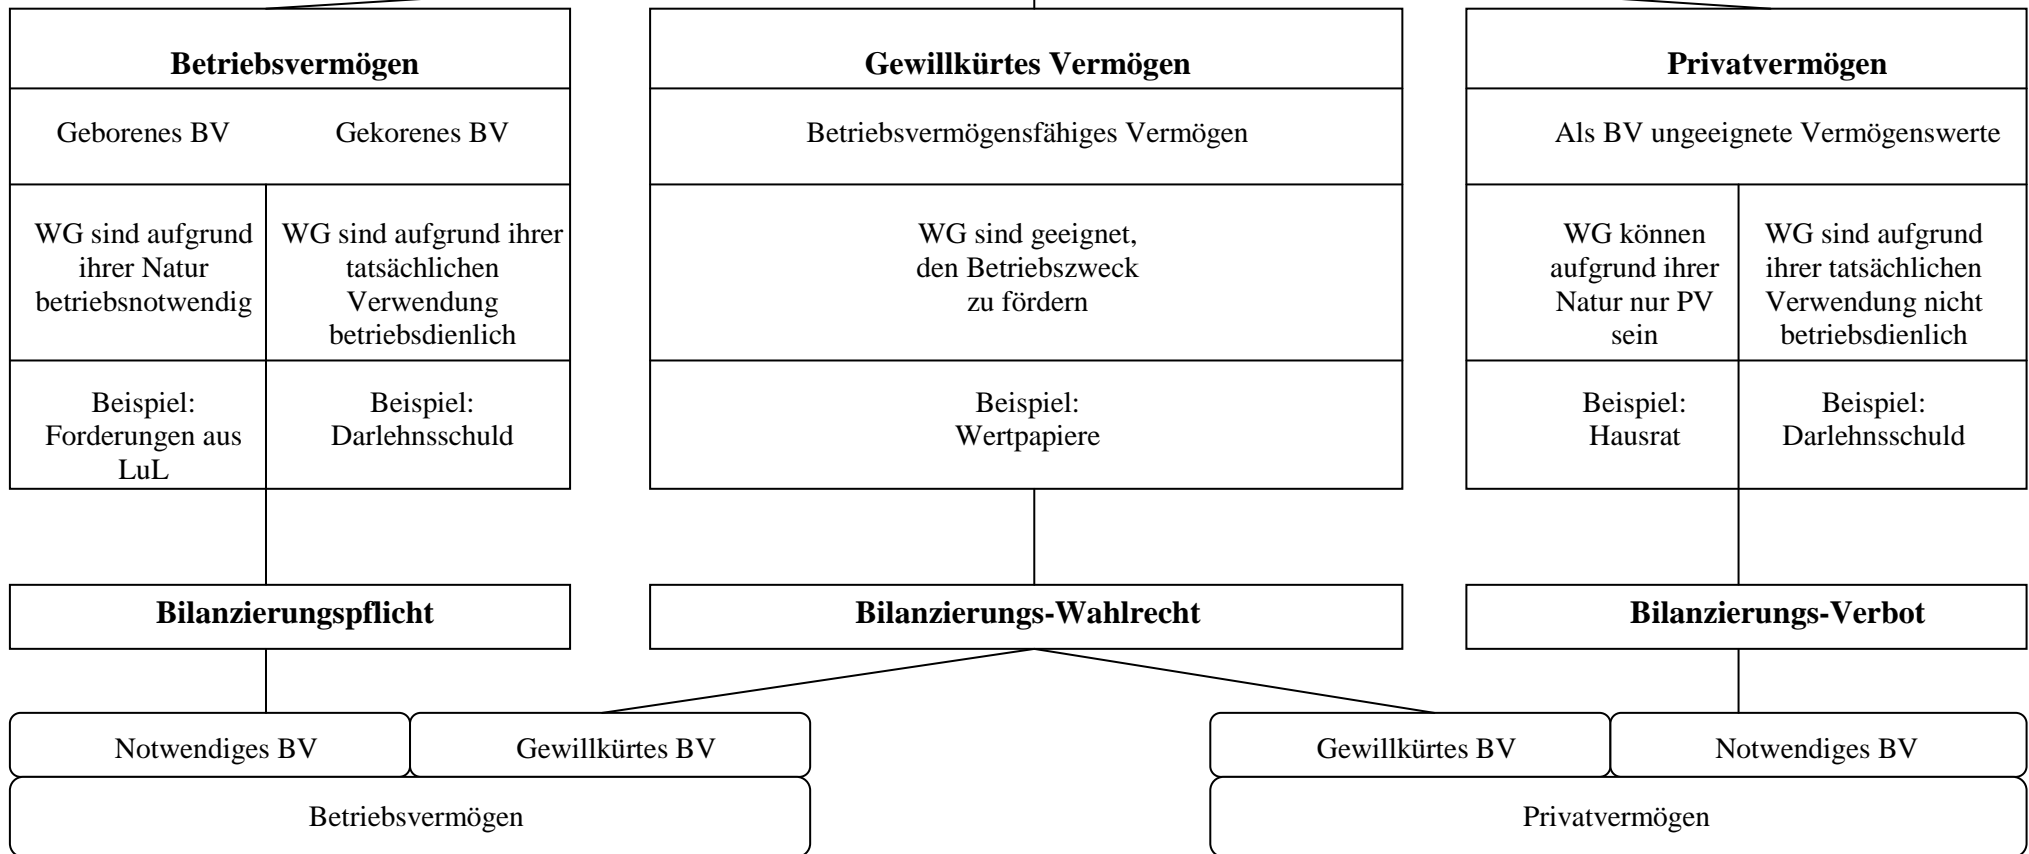 Betriebsvermögen
Geborenes BV
Gekorenes BV
WG sind aufgrund
ihrer Natur
betriebsnotwendig
WG sind aufgrund ihrer
tatsächlichen
Verwendung
betriebsdienlich
Beispiel:
Forderungen aus
LuL
Beispiel:
Darlehnsschuld
Gewillkürtes Vermögen
Betriebsvermögensfähiges Vermögen
WG sind geeignet,
den Betriebszweck
zu fördern
Beispiel:
Wertpapiere
Privatvermögen
Als BV ungeeignete Vermögenswerte
WG können
aufgrund ihrer
Natur nur PV
sein
WG sind aufgrund
ihrer tatsächlichen
Verwendung nicht
betriebsdienlich
Beispiel:
Hausrat
Beispiel:
Darlehnsschuld
Bilanzierungspflicht
Bilanzierungs-Wahlrecht
Bilanzierungs-Verbot
Notwendiges BV
Gewillkürtes BV
Betriebsvermögen
Gewillkürtes BV
Notwendiges BV
Privatvermögen